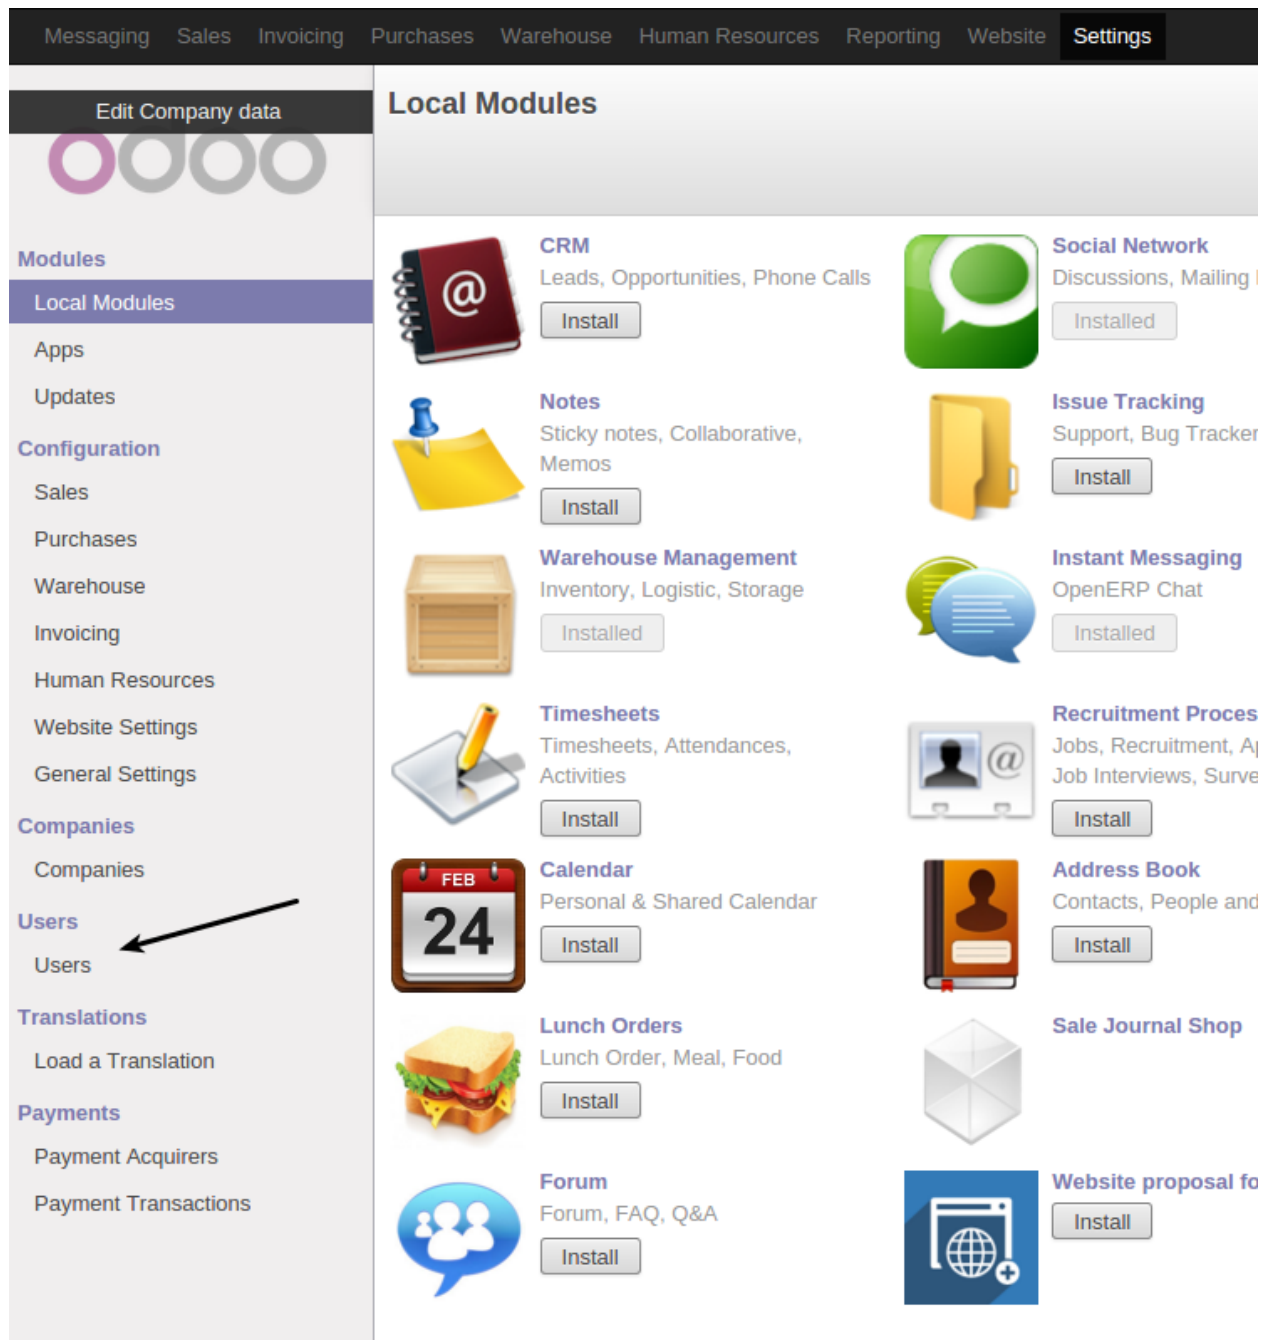 Messaging Sales Invoicing Purchases Warehouse Human Resources Reporting Website Settings
Edit Company data
odoo
Modules
Local Modules
Apps
Updates
Configuration
Sales
Purchases
Warehouse
Invoicing
Human Resources
Website Settings
General Settings
Companies
Companies
Users
Users
Translations
Load a Translation
Payments
Payment Acquirers
Payment Transactions
Local Modules
@
CRM
Leads, Opportunities, Phone Calls
Install
Social Network
Discussions, Mailing
Installed
Notes
Sticky notes, Collaborative,
Memos
Install
Issue Tracking
Support, Bug Tracker
Install
Warehouse Management
Inventory, Logistic, Storage
Installed
Instant Messaging
OpenERP Chat
Installed
Timesheets
Timesheets, Attendances,
Activities
Install
@
Recruitment Proces
Jobs, Recruitment, A
Job Interviews, Surve
Install
FEB
24
Calendar
Personal & Shared Calendar
Install
Address Book
Contacts, People and
Install
Lunch Orders
Lunch Order, Meal, Food
Install
Sale Journal Shop
Forum
Forum, FAQ, Q&A
Install
Website proposal fo
Install